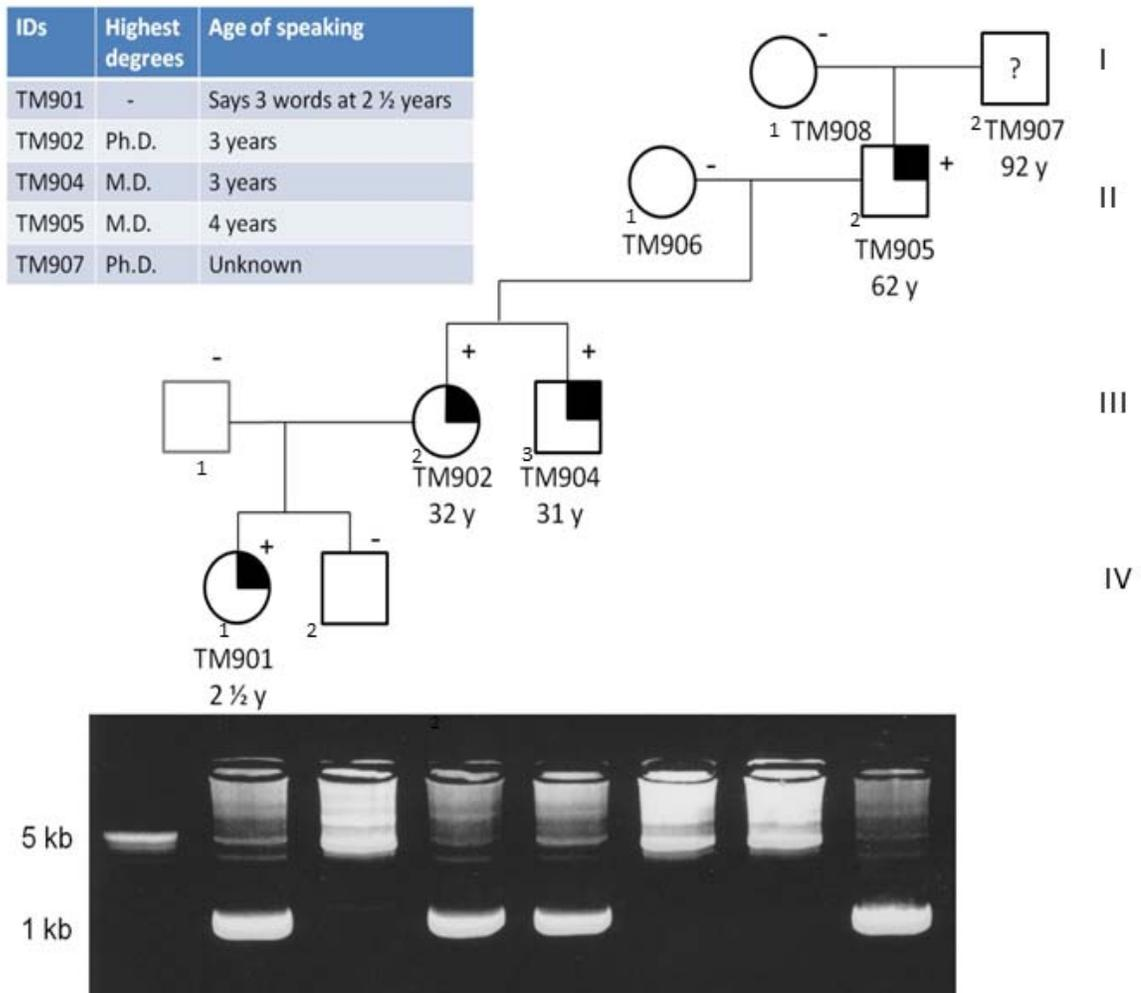 IDs Highest degrees Age of speaking
TM901 - Says 3 words at 2 ½ years
TM902 Ph.D. 3 years
TM904 M.D. 3 years
TM905 M.D. 4 years
TM907 Ph.D. Unknown
- ? I
1 TM908 2 TM907
92 y
- + II
1 2
TM906 TM905
62 y
- + + III
1 2 3
TM902 TM904
32 y 31 y
+ - IV
1 2
TM901
2 ½ y
2
5 kb
1 kb